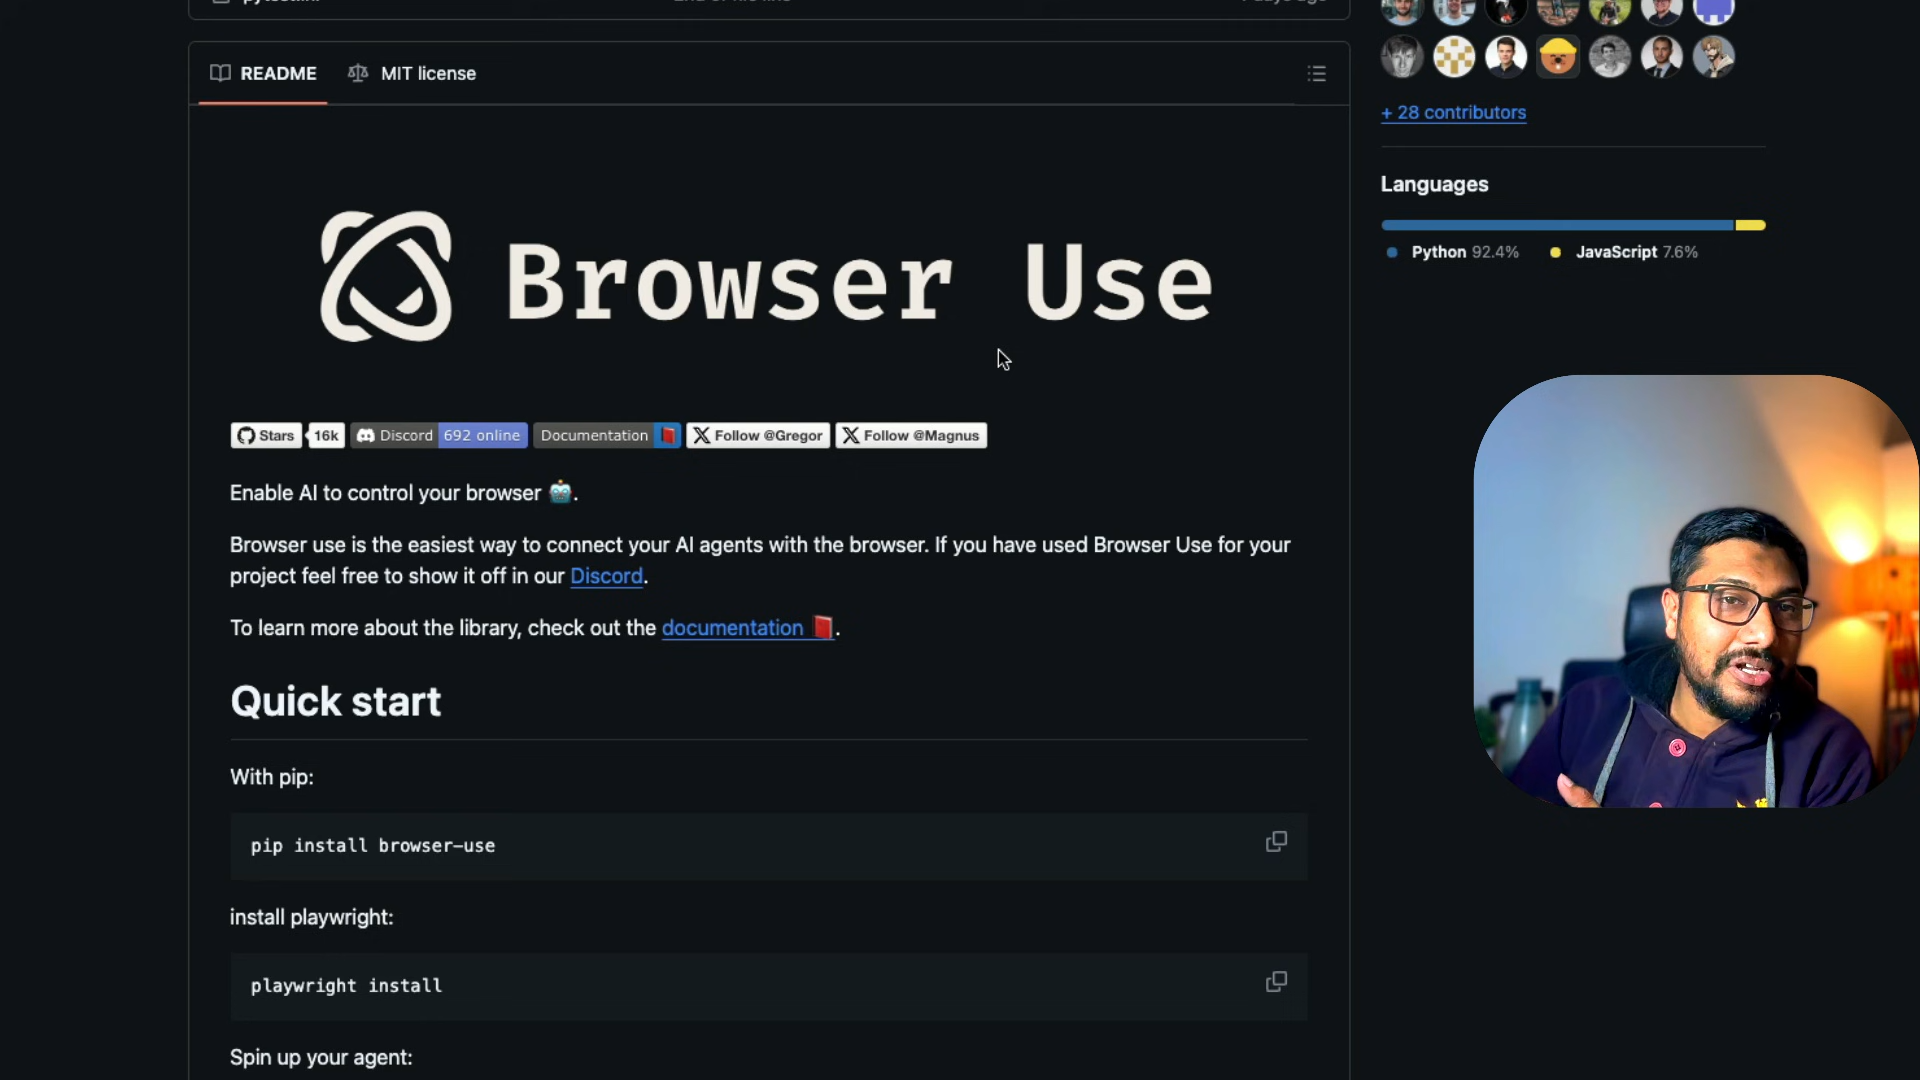 README MIT license
+ 28 contributors
Languages
Python 92.4% JavaScript 7.6%
Browser Use
Stars 16k Discord 692 online Documentation Follow @Gregor Follow @Magnus
Enable AI to control your browser 🤖.
Browser use is the easiest way to connect your AI agents with the browser. If you have used Browser Use for your
project feel free to show it off in our Discord.
To learn more about the library, check out the documentation 📕.
Quick start
With pip:
pip install browser-use
install playwright:
playwright install
Spin up your agent: